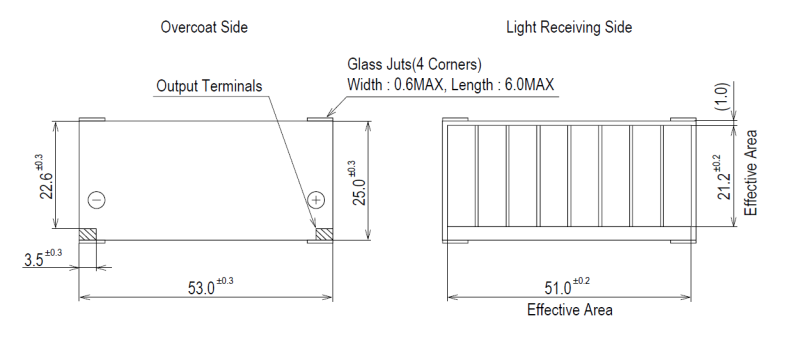 Overcoat Side
Light Receiving Side
Glass Juts(4 Corners)
Width : 0.6MAX, Length : 6.0MAX
Output Terminals
22.6±0.3
25.0±0.3
(1.0)
21.2±0.2
Effective Area
3.5±0.3
53.0±0.3
51.0±0.2
Effective Area